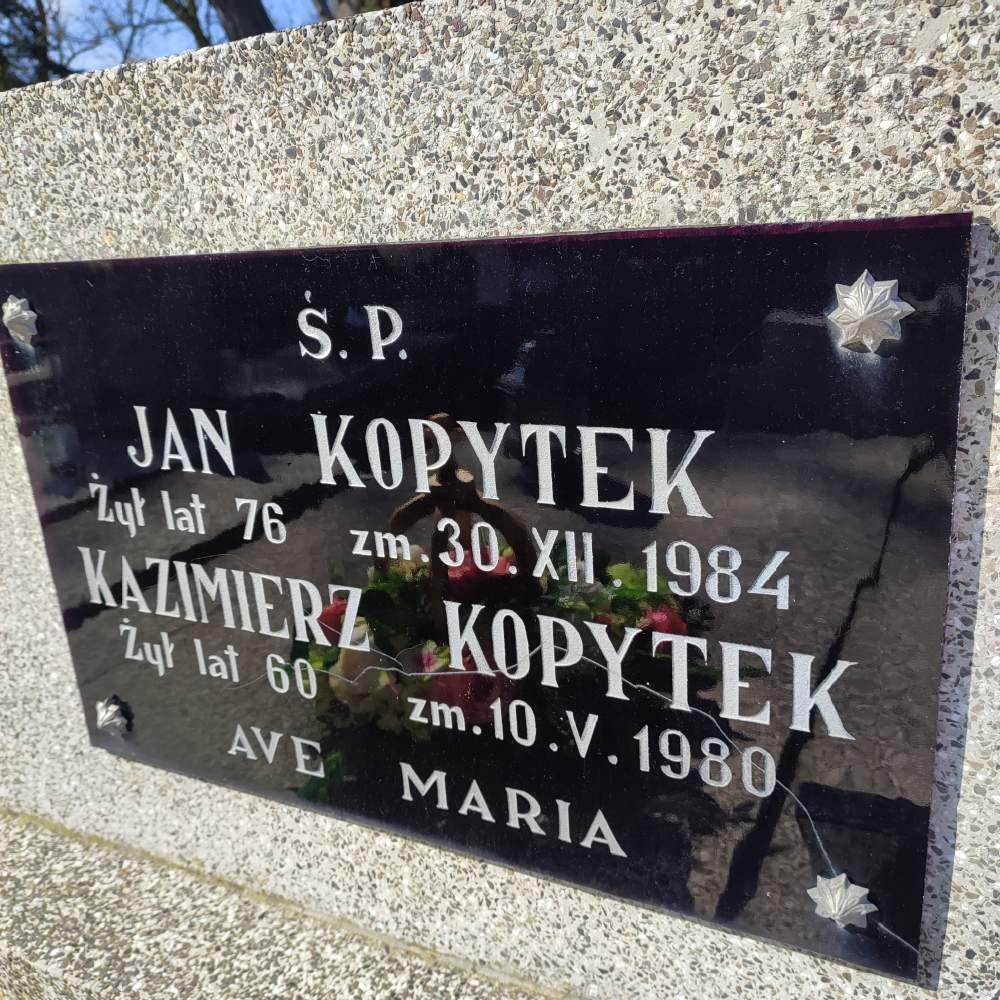 Ś. P.
JAN KOPYTEK
Żył lat 76 zm. 30. XII. 1984
KAZIMIERZ KOPYTEK
Żył lat 60 zm. 10. V. 1980
AVE MARIA